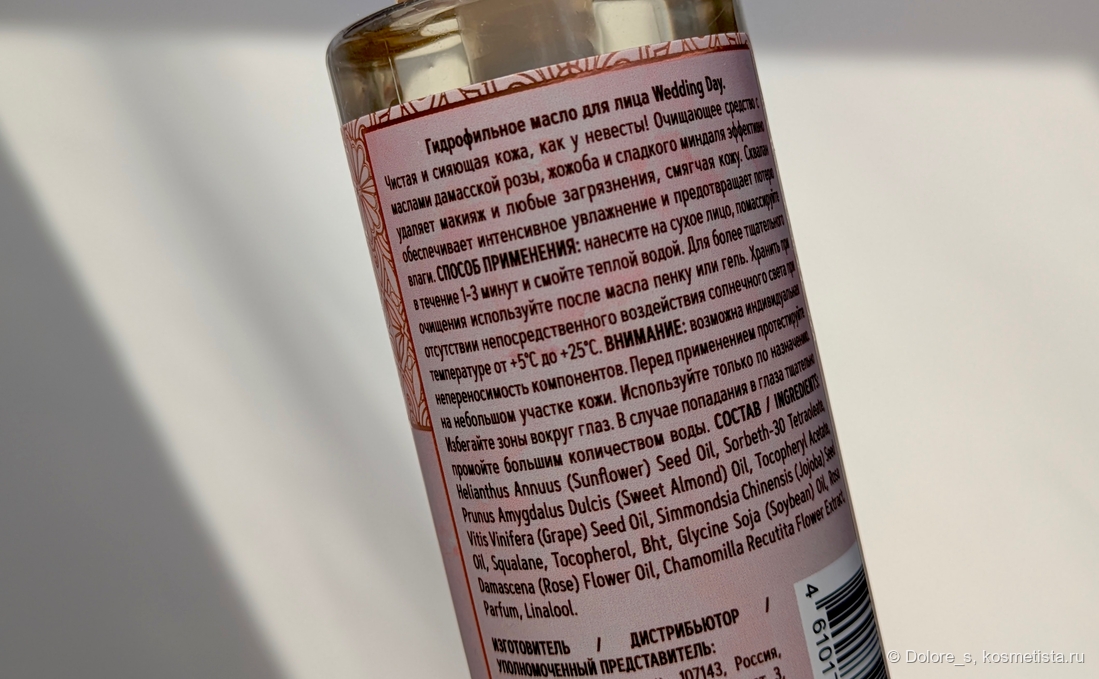 Гидрофильное масло для лица Wedding Day.
Чистая и сияющая кожа, как у невесты! Очищающее средство с
маслами дамасской розы, жожоба и сладкого миндаля эффективно
удаляет макияж и любые загрязнения, смягчая кожу. Сквалан
обеспечивает интенсивное увлажнение и предотвращает потерю
влаги. СПОСОБ ПРИМЕНЕНИЯ: нанесите на сухое лицо, помассируйте
в течение 1-3 минут и смойте теплой водой. Для более тщательного
очищения используйте после масла пенку или гель. Хранить при
отсутствии непосредственного воздействия солнечного света при
температуре от +5°C до +25°C. ВНИМАНИЕ: возможна индивидуальная
непереносимость компонентов. Перед применением протестируйте
на небольшом участке кожи. Используйте только по назначению.
Избегайте зоны вокруг глаз. В случае попадания в глаза тщательно
промойте большим количеством воды. СОСТАВ / INGREDIENTS:
Helianthus Annuus (Sunflower) Seed Oil, Sorbeth-30 Tetraoleate,
Prunus Amygdalus Dulcis (Sweet Almond) Oil, Tocopheryl Acetate,
Vitis Vinifera (Grape) Seed Oil, Simmondsia Chinensis (Jojoba) Seed
Oil, Squalane, Tocopherol, Bht, Glycine Soja (Soybean) Oil, Rosa
Damascena (Rose) Flower Oil, Chamomilla Recutita Flower Extract,
Parfum, Linalool.
ИЗГОТОВИТЕЛЬ / ДИСТРИБЬЮТОР /
УПОЛНОМОЧЕННЫЙ ПРЕДСТАВИТЕЛЬ:
107143, Россия,
4 6101
© Dolore_s, kosmetista.ru